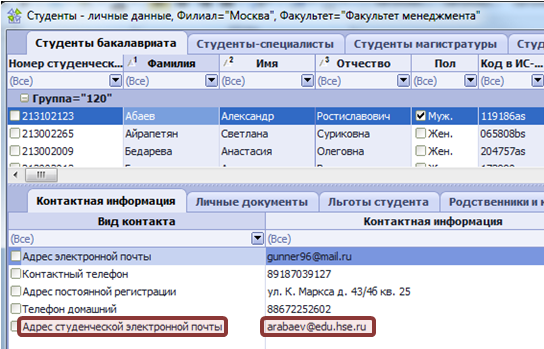 Студенты - личные данные, Филиал="Москва", Факультет="Факультет менеджмента"
Студенты бакалавриата Студенты-специалисты Студенты магистратуры Студ
Номер студенческ... 1 Фамилия 2 Имя 3 Отчество Пол Код в ИС-...
(Все) (Все) (Все) (Все) (Все) (Все)
Группа="120"
213102123 Абаев Александр Ростиславович Муж. 119186as
213002265 Айрапетян Светлана Суриковна Жен. 065808bs
213002009 Бедарева Анастасия Олеговна Жен. 204757as
Контактная информация Личные документы Льготы студента Родственники и к
Вид контакта Контактная информация
(Все) (Все)
Адрес электронной почты gunner96@mail.ru
Контактный телефон 89187039127
Адрес постоянной регистрации ул. К. Маркса д. 43/46 кв. 25
Телефон домашний 88672252602
Адрес студенческой электронной почты arabaev@edu.hse.ru